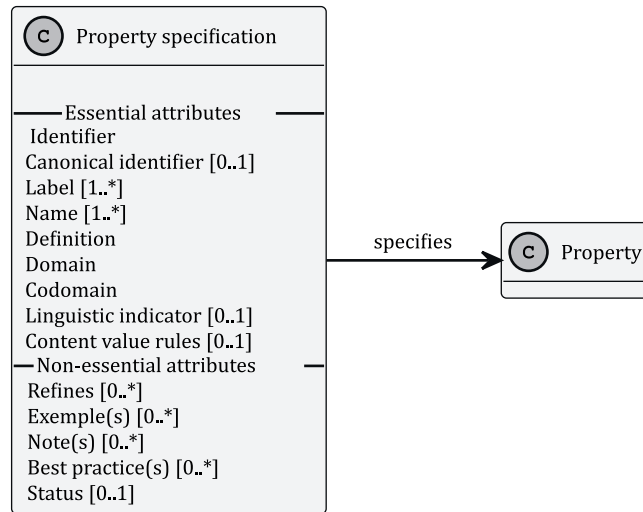 C Property specification
Essential attributes
Identifier
Canonical identifier [0..1]
Label [1..*]
Name [1..*]
Definition
Domain
Codomain
Linguistic indicator [0..1]
Content value rules [0..1]
Non-essential attributes
Refines [0..*]
Exemple(s) [0..*]
Note(s) [0..*]
Best practice(s) [0..*]
Status [0..1]
specifies
C Property